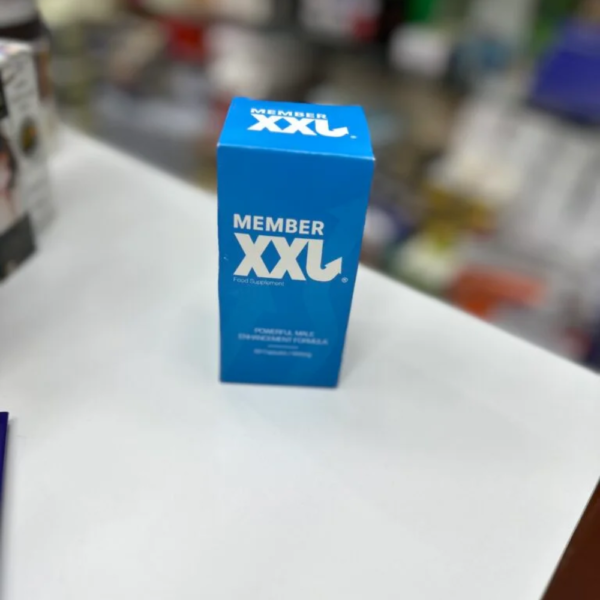 MEMBER
XXL
MEMBER
XXL®
Food Supplement
POWERFUL MALE
ENHANCEMENT FORMULA